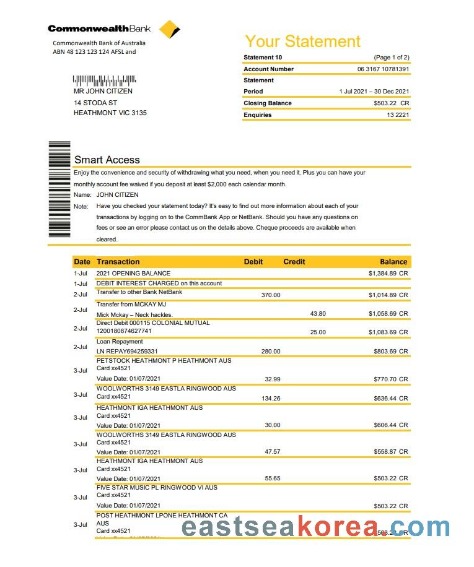 CommonwealthBank
Commonwealth Bank of Australia
ABN 48 123 123 124 AFSL and
Your Statement
Statement 10 (Page 1 of 2)
Account Number 06 3167 10781391
Statement
Period 1 Jul 2021 – 30 Dec 2021
Closing Balance $503.22 CR
Enquiries 13 2221
MR JOHN CITIZEN
14 STODA ST
HEATHMONT VIC 3135
Smart Access
Enjoy the convenience and security of withdrawing what you need, when you need it. Plus you can have your
monthly account fee waived if you deposit at least $2,000 each calendar month.
Name: JOHN CITIZEN
Note: Have you checked your statement today? It's easy to find out more information about each of your
transactions by logging on to the CommBank App or NetBank. Should you have any questions on
fees or see an error please contact us on the details above. Cheque proceeds are available when
cleared.
Date Transaction Debit Credit Balance
1-Jul 2021 OPENING BALANCE $1,384.89 CR
1-Jul DEBIT INTEREST CHARGED on this account
2-Jul Transfer to other Bank NetBank 370.00 $1,014.89 CR
2-Jul Transfer from MCKAY MJ
Mick Mckay – Neck hackles. 43.80 $1,058.69 CR
2-Jul Direct Debit 000115 COLONIAL MUTUAL
1200180874627741 25.00 $1,083.69 CR
2-Jul Loan Repayment
LN REPAY694259331 280.00 $803.69 CR
3-Jul PETSTOCK HEATHMONT P HEATHMONT AUS
Card xx4521
Value Date: 01/07/2021 32.99 $770.70 CR
3-Jul WOOLWORTHS 3149 EASTLA RINGWOOD AUS
Card xx4521 134.26 $636.44 CR
3-Jul HEATHMONT IGA HEATHMONT AUS
Card xx4521
Value Date: 01/07/2021 30.00 $606.44 CR
3-Jul WOOLWORTHS 3149 EASTLA RINGWOOD AUS
Card xx4521
Value Date: 01/07/2021 47.57 $558.87 CR
3-Jul HEATHMONT IGA HEATHMONT AUS
Card xx4521
Value Date: 01/07/2021 55.65 $503.22 CR
3-Jul FIVE STAR MUSIC PL RINGWOOD VI AUS
Card xx4521
Value Date: 01/07/2021 $503.22 CR
3-Jul POST HEATHMONT LPONE HEATHMONT CA
AUS
Card xx4521
eastseakorea.com